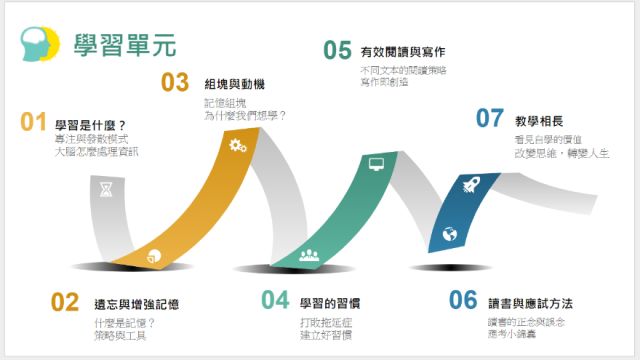 學習單元
01 學習是什麼？
專注與發散模式
大腦怎麼處理資訊
02 遺忘與增強記憶
什麼是記憶？
策略與工具
03 組塊與動機
記憶組塊
為什麼我們想學？
04 學習的習慣
打敗拖延症
建立好習慣
05 有效閱讀與寫作
不同文本的閱讀策略
寫作即創造
06 讀書與應試方法
讀書的正念與誤念
應考小錦囊
07 教學相長
看見自學的價值
改變思維，轉變人生